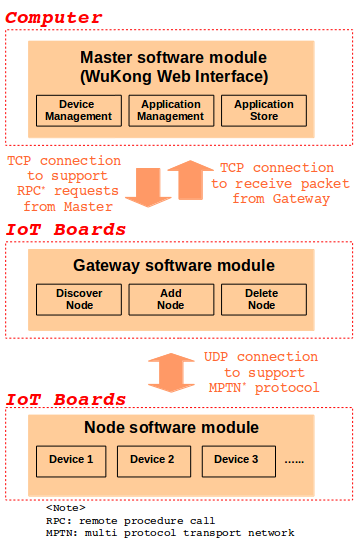 Computer
Master software module
(WuKong Web Interface)
Device
Management
Application
Management
Application
Store
TCP connection
to support
RPC* requests
from Master
TCP connection
to receive packet
from Gateway
IoT Boards
Gateway software module
Discover
Node
Add
Node
Delete
Node
UDP connection
to support
MPTN* protocol
IoT Boards
Node software module
Device 1
Device 2
Device 3
......
<Note>
RPC: remote procedure call
MPTN: multi protocol transport network